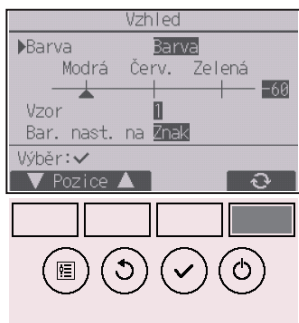 Vzhled
Barva Barva
Modrá Červ. Zelená
-60
Vzor 1
Bar. nast. na Znak
Výběr:✓
▼ Pozice ▲